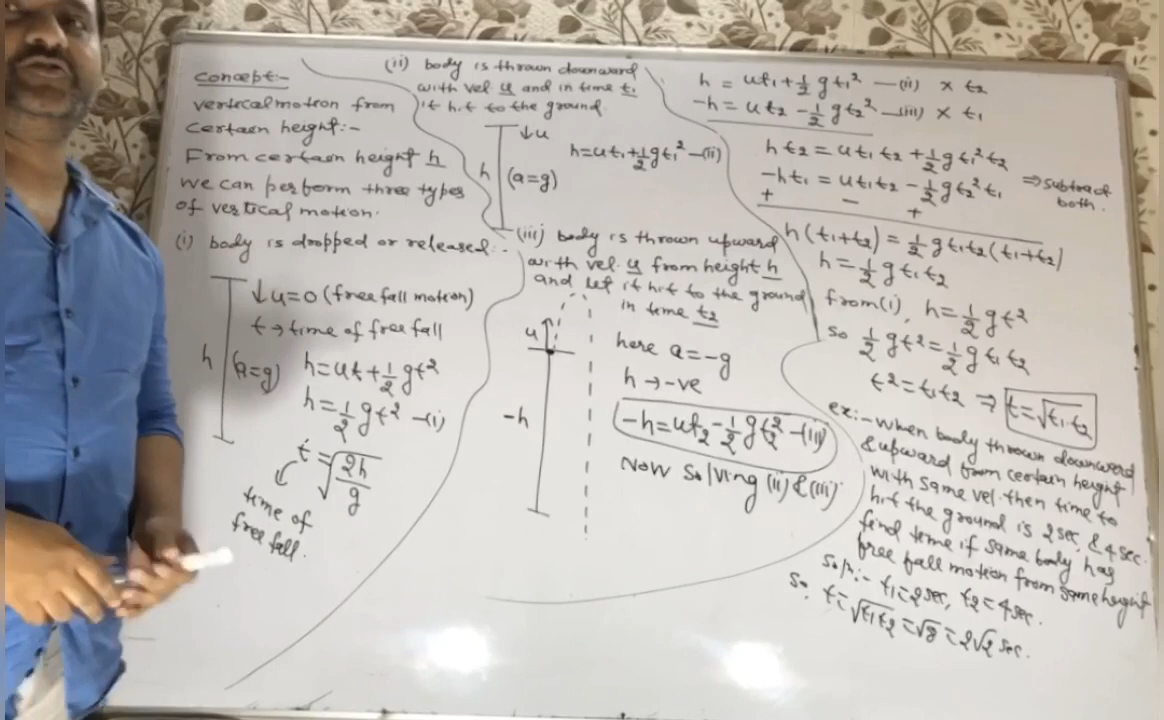 concept:-
vertical motion from
certain height:-
From certain height h
we can perform three types
of vertical motion.
(i) body is dropped or released:-
↓u=0 (free fall motion)
t→time of free fall
h
(a=g)
h=ut+½gt²
h=½gt² —(i)
t=√(2h/g)
time of
free fall.
(ii) body is thrown downward
with vel u and in time t₁
it hit to the ground.
↓u
h
(a=g)
h=ut₁+½gt₁² —(ii)
(iii) body is thrown upward
with vel. u from height h
and let it hit to the ground
in time t₂
u
-h
here a=-g
h→-ve
-h=ut₂-½gt₂² —(iii)
Now solving (ii) & (iii)
h = ut₁+½gt₁² —(ii) × t₂
-h = ut₂-½gt₂² —(iii) × t₁
ht₂=ut₁t₂+½gt₁²t₂
-ht₁=ut₁t₂-½gt₂²t₁
⇒subtract
both.
+ - +
h(t₁+t₂)=½gt₁t₂(t₁+t₂)
h=½gt₁t₂
from(i), h=½gt²
so ½gt²=½gt₁t₂
t²=t₁t₂ ⇒ t=√t₁t₂
ex:-when body thrown downward
& upward from certain height
with same vel. then time to
hit the ground is 2sec, & 4sec.
find time if same body has
free fall motion from same height
soln:- t₁=2sec, t₂=4sec.
so, t=√t₁t₂=√8=2√2 sec.